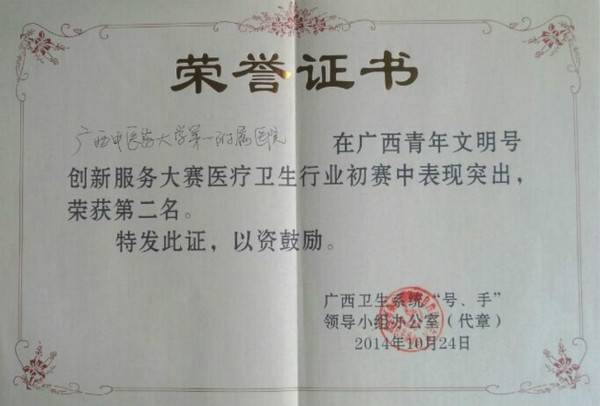 荣誉证书
广西中医药大学第一附属医院 在广西青年文明号
创新服务大赛医疗卫生行业初赛中表现突出，
荣获第二名。
特发此证，以资鼓励。
广西卫生系统“号、手”
领导小组办公室（代章）
2014年10月24日